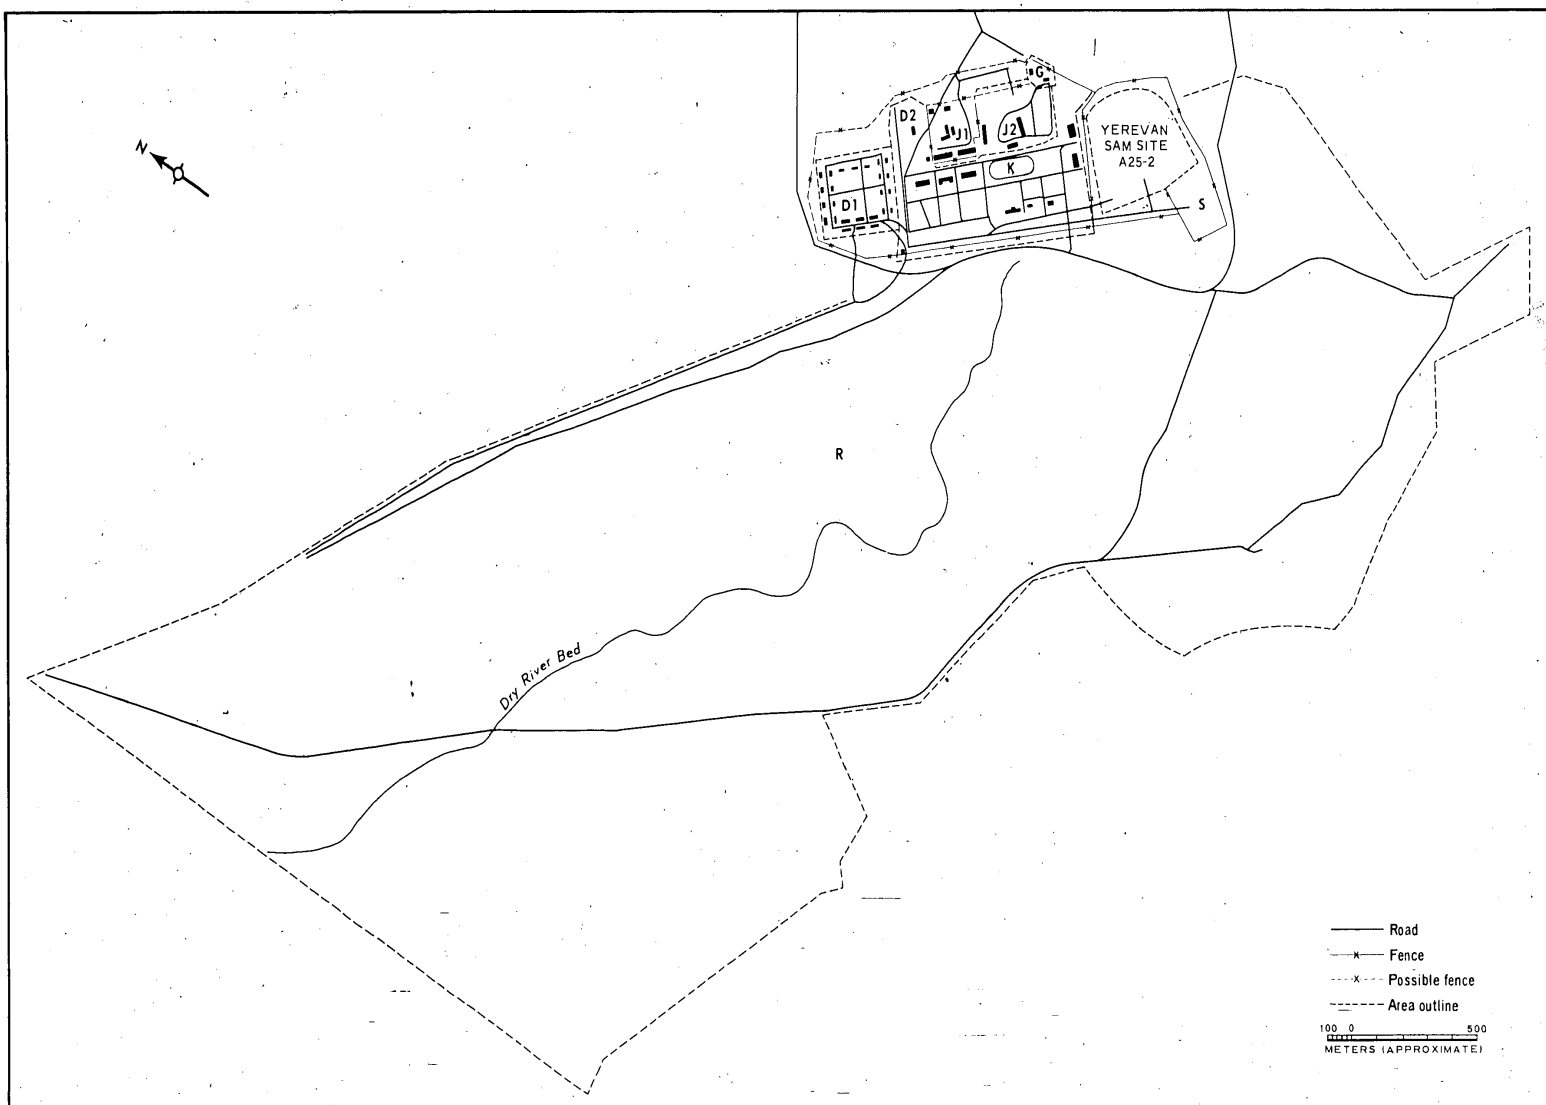 N
G
D2
J1
J2
YEREVAN
SAM SITE
A25-2
K
D1
S
R
Dry River Bed
Road
Fence
Possible fence
Area outline
100 0 500
METERS (APPROXIMATE)